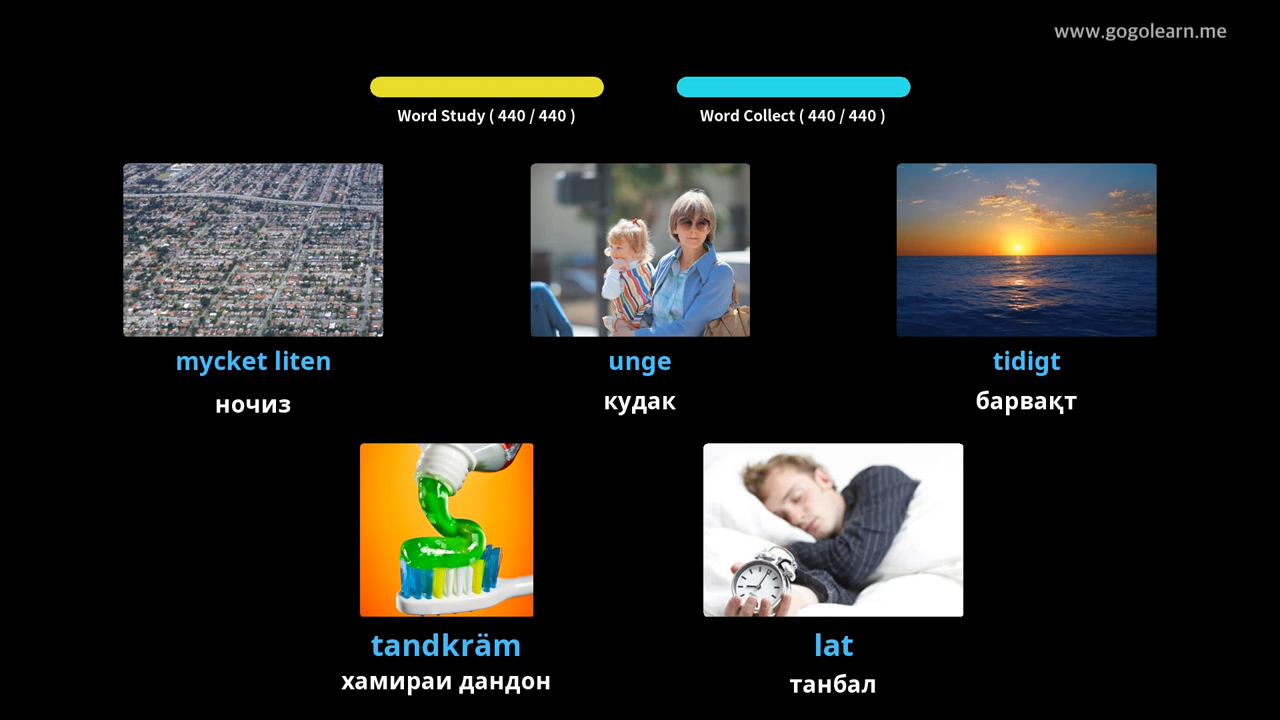 www.gogolearn.me
Word Study ( 440 / 440 )
Word Collect ( 440 / 440 )
mycket liten
ночиз
unge
кудак
tidigt
барвақт
tandkräm
хамираи дандон
lat
танбал